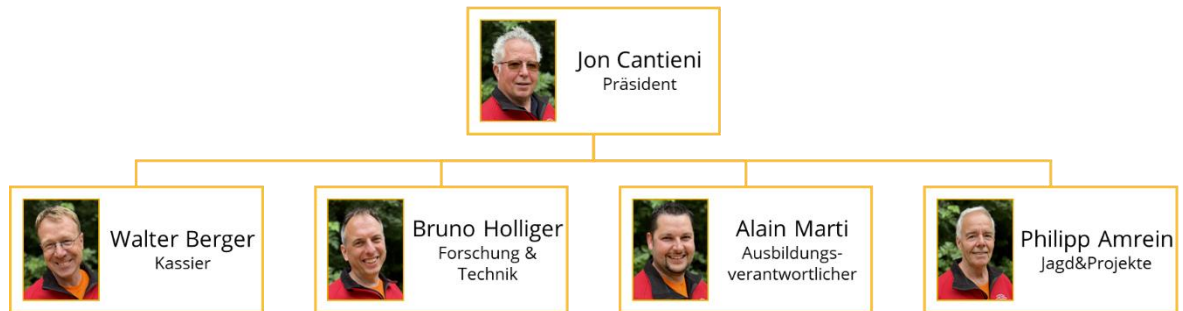 Jon Cantieni
Präsident
Walter Berger
Kassier
Bruno Holliger
Forschung &
Technik
Alain Marti
Ausbildungs-
verantwortlicher
Philipp Amrein
Jagd&Projekte